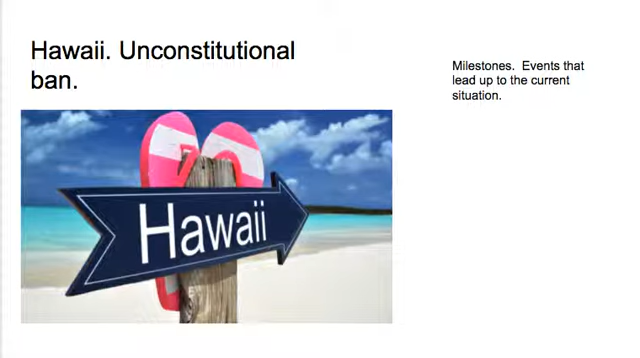 Hawaii. Unconstitutional
ban.
Milestones.  Events that
lead up to the current
situation.
Hawaii